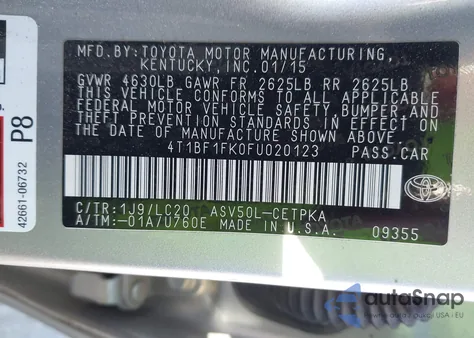 MFD.BY:TOYOTA MOTOR MANUFACTURING,
KENTUCKY, INC.01/15
GVWR 4630LB GAWR FR 2625LB RR 2625LB
THIS VEHICLE CONFORMS TO ALL APPLICABLE
FEDERAL MOTOR VEHICLE SAFETY, BUMPER AND
THEFT PREVENTION STANDARDS IN EFFECT
ON THE DATE OF MANUFACTURE SHOWN ABOVE.
4T1BF1FK0FU020123 PASS.CAR
C/TR:1J9/LC20 ASV50L-CETPKA
A/TM:-01A/U760E MADE IN U.S.A. 09355
TOYOTA
42661-06732 P8
autoSnap